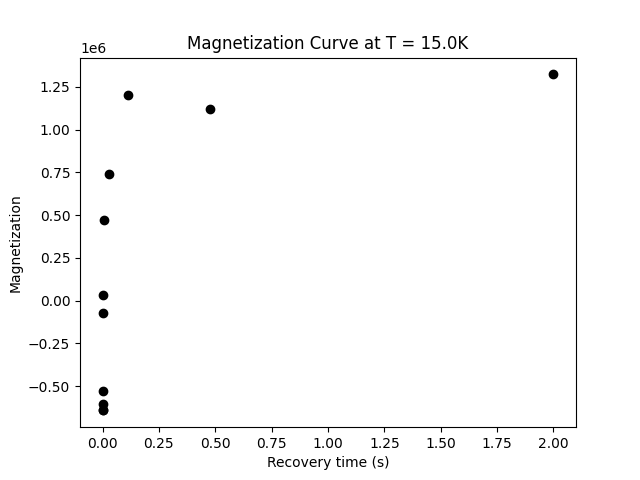 Magnetization Curve at T = 15.0K
1e6
1.25
1.00
0.75
0.50
0.25
0.00
−0.25
−0.50
Magnetization
0.00 0.25 0.50 0.75 1.00 1.25 1.50 1.75 2.00
Recovery time (s)